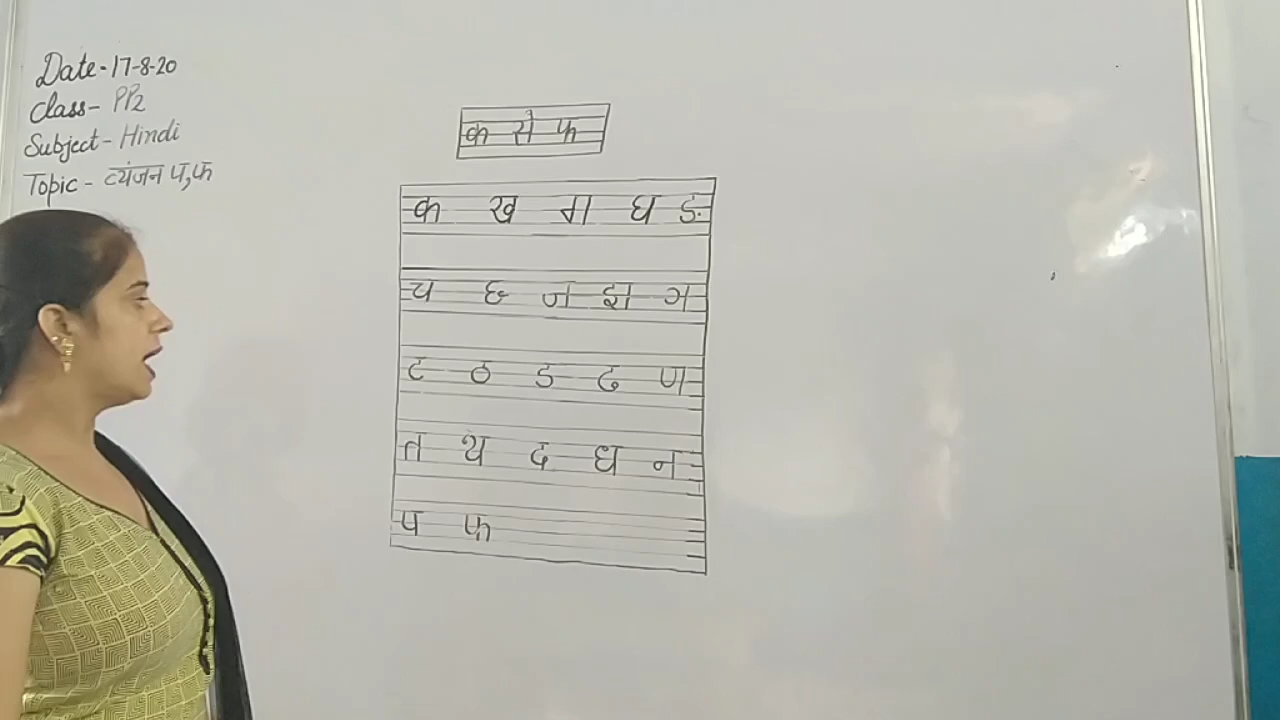 Date-17-8-20
Class- PP2
Subject- Hindi
Topic- व्यंजन प,फ
क से फ
क ख ग घ ङ
च छ ज झ ञ
ट ठ ड ढ ण
त थ द ध न
प फ